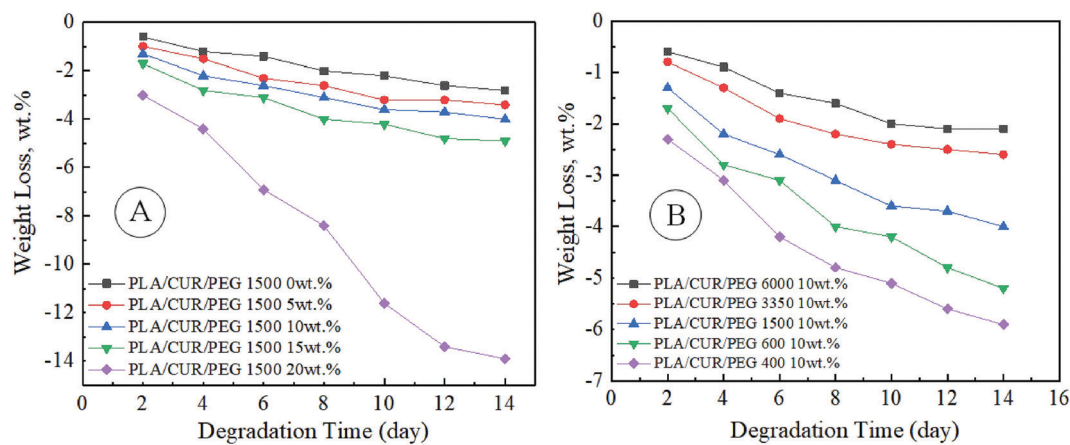 0
-2
-4
-6
-8
-10
-12
-14
Weight Loss, wt.%
A
PLA/CUR/PEG 1500 0wt.%
PLA/CUR/PEG 1500 5wt.%
PLA/CUR/PEG 1500 10wt.%
PLA/CUR/PEG 1500 15wt.%
PLA/CUR/PEG 1500 20wt.%
0 2 4 6 8 10 12 14
Degradation Time (day)
0
-1
-2
-3
-4
-5
-6
-7
Weight Loss, wt.%
B
PLA/CUR/PEG 6000 10wt.%
PLA/CUR/PEG 3350 10wt.%
PLA/CUR/PEG 1500 10wt.%
PLA/CUR/PEG 600 10wt.%
PLA/CUR/PEG 400 10wt.%
0 2 4 6 8 10 12 14 16
Degradation Time (day)